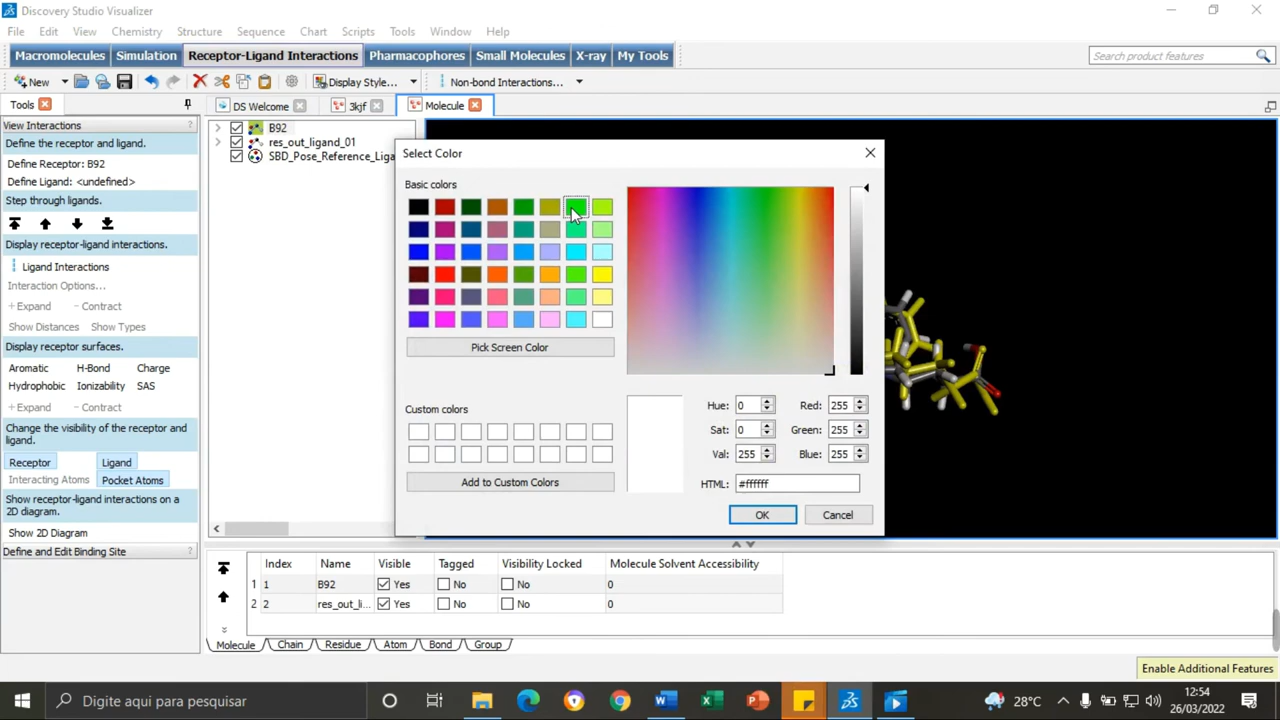 Discovery Studio Visualizer
File Edit View Chemistry Structure Sequence Chart Scripts Tools Window Help
Macromolecules Simulation Receptor-Ligand Interactions Pharmacophores Small Molecules X-ray My Tools Search product features
New Display Style... Non-bond Interactions...
Tools DS Welcome 3kjf Molecule
View Interactions ?
Define the receptor and ligand.
Define Receptor: B92
Define Ligand: <undefined>
Step through ligands.
Display receptor-ligand interactions
Ligand Interactions
Interaction Options...
+ Expand - Contract
Show Distances Show Types
Display receptor surfaces.
Aromatic H-Bond Charge
Hydrophobic Ionizability SAS
+ Expand - Contract
Change the visibility of the receptor and
ligand.
Receptor Ligand
Interacting Atoms Pocket Atoms
Show receptor-ligand interactions on a
2D diagram.
Show 2D Diagram
Define and Edit Binding Site ?
B92
res_out_ligand_01
SBD_Pose_Reference_Liga
Select Color
Basic colors
Pick Screen Color
Custom colors
Add to Custom Colors
Hue: 0 Red: 255
Sat: 0 Green: 255
Val: 255 Blue: 255
HTML: #ffffff
OK Cancel
Index Name Visible Tagged Visibility Locked Molecule Solvent Accessibility
1 1 B92 Yes No No 0
2 2 res_out_li... Yes No No 0
Molecule Chain Residue Atom Bond Group
Enable Additional Features
Digite aqui para pesquisar
28°C
12:54
26/03/2022